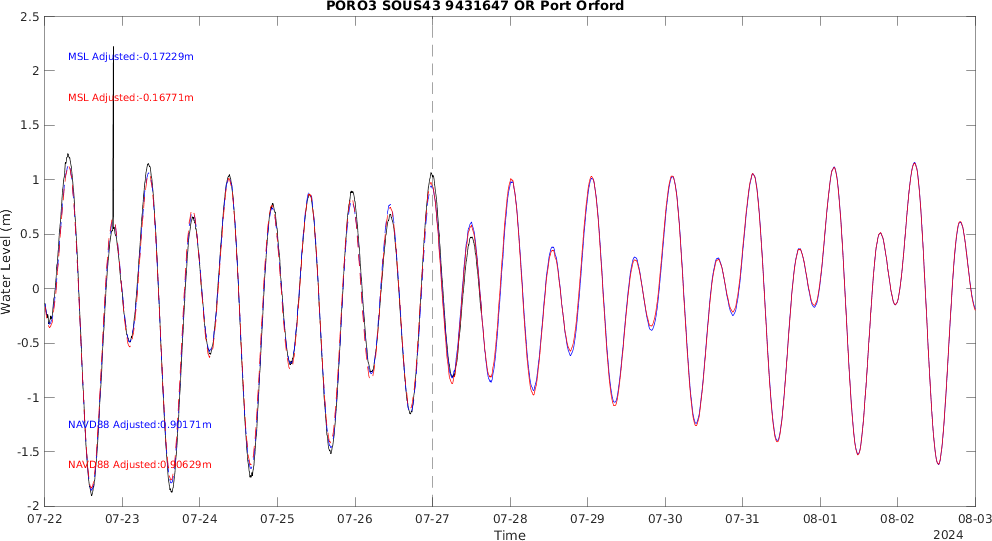 PORO3 SOUS43 9431647 OR Port Orford
2.5
MSL Adjusted:-0.17229m
2
MSL Adjusted:-0.16771m
1.5
1
0.5
Water Level (m)
0
-0.5
-1
NAVD88 Adjusted:0.90171m
-1.5
NAVD88 Adjusted:0.90629m
-2
07-22 07-23 07-24 07-25 07-26 07-27 07-28 07-29 07-30 07-31 08-01 08-02 08-03
Time
2024